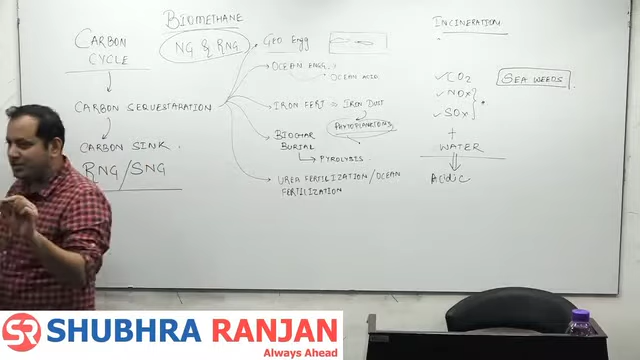 BIOMETHANE
NG & RNG
CARBON
CYCLE
CARBON SEQUESTARATION
CARBON SINK.
RNG/SNG
GEO Engg
OCEAN ENGG.
OCEAN ACID.
IRON FERT IRON DUST
PHYTOPLANKTONS
BIOCHAR
BURIAL
PYROLYSIS
UREA FERTILIZATION/OCEAN
FERTILIZATION
INCINERATION
CO2
NOx
SOx
+
WATER
Acidic
SEA WEEDS
SR SHUBHRA RANJAN
Always Ahead